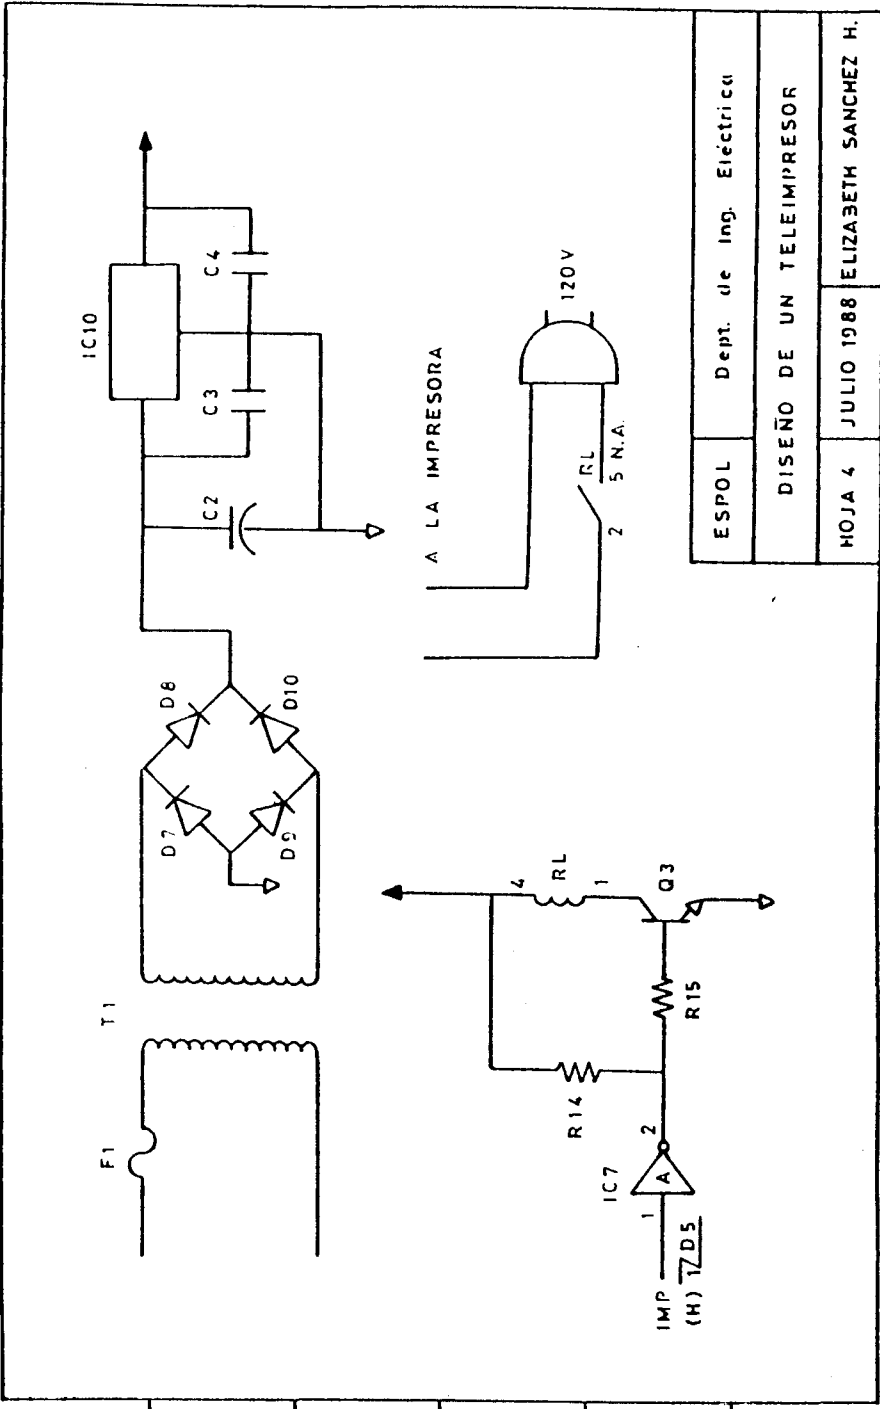 F1
T1
D7
D8
D9
D10
C2
C3
IC10
C4
A LA IMPRESORA
120V
RL
2
5 N.A.
IMP
(H) 1/D5
1
IC7
A
2
R14
R15
4
RL
1
Q3
ESPOL
Dept. de Ing. Eléctrica
DISEÑO DE UN TELEIMPRESOR
HOJA 4
JULIO 1988
ELIZABETH SANCHEZ H.